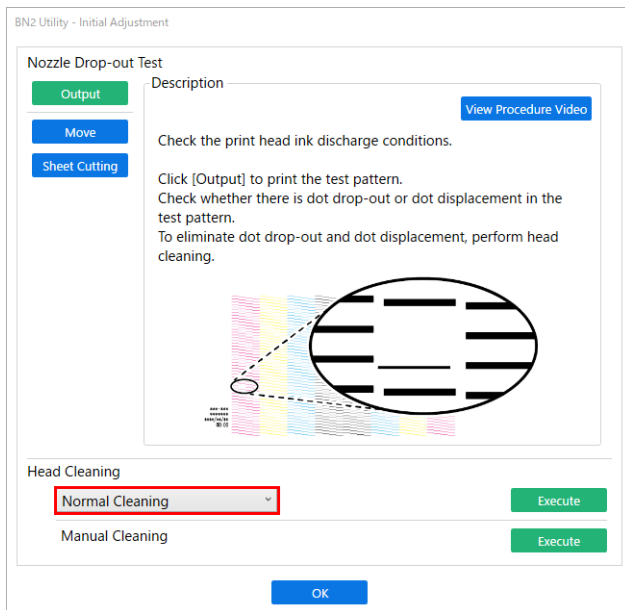 BN2 Utility - Initial Adjustment
Nozzle Drop-out Test
Output
Move
Sheet Cutting
Description
View Procedure Video
Check the print head ink discharge conditions.
Click [Output] to print the test pattern.
Check whether there is dot drop-out or dot displacement in the
test pattern.
To eliminate dot drop-out and dot displacement, perform head
cleaning.
Head Cleaning
Normal Cleaning
Execute
Manual Cleaning
Execute
OK